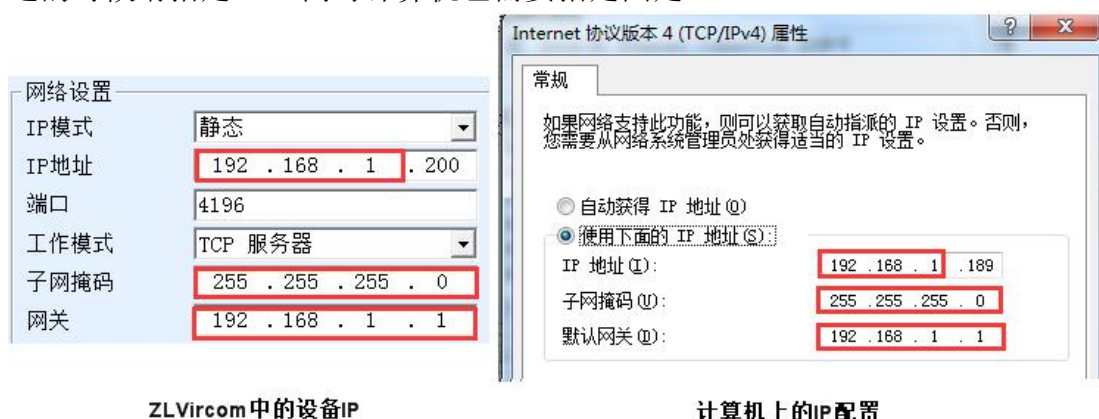 网络设置
IP模式 静态
IP地址 192 . 168 . 1 . 200
端口 4196
工作模式 TCP 服务器
子网掩码 255 . 255 . 255 . 0
网关 192 . 168 . 1 . 1
ZLVircom中的设备IP
Internet 协议版本 4 (TCP/IPv4) 属性
常规
如果网络支持此功能，则可以获取自动指派的 IP 设置。否则，
您需要从网络系统管理员处获得适当的 IP 设置。
自动获得 IP 地址(O)
使用下面的 IP 地址(S):
IP 地址(I): 192 .168 . 1 .189
子网掩码(U): 255 .255 .255 . 0
默认网关(D): 192 .168 . 1 . 1
计算机上的IP配置